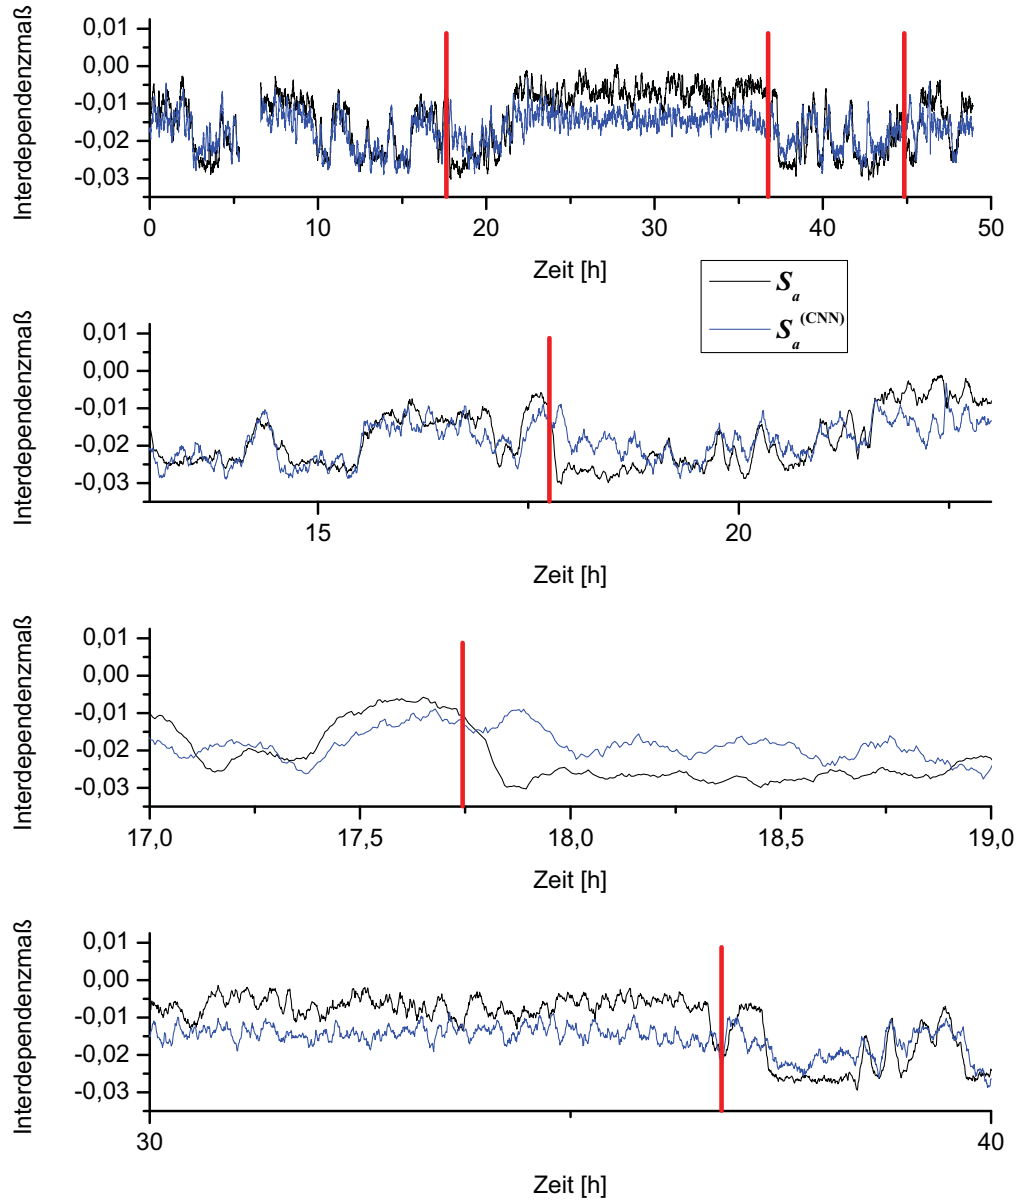 Interdependenzmaß
0,01
0,00
-0,01
-0,02
-0,03
0 10 20 30 40 50
Zeit [h]
S a
S a (CNN)
Interdependenzmaß
0,01
0,00
-0,01
-0,02
-0,03
15 20
Zeit [h]
Interdependenzmaß
0,01
0,00
-0,01
-0,02
-0,03
17,0 17,5 18,0 18,5 19,0
Zeit [h]
Interdependenzmaß
0,01
0,00
-0,01
-0,02
-0,03
30 40
Zeit [h]